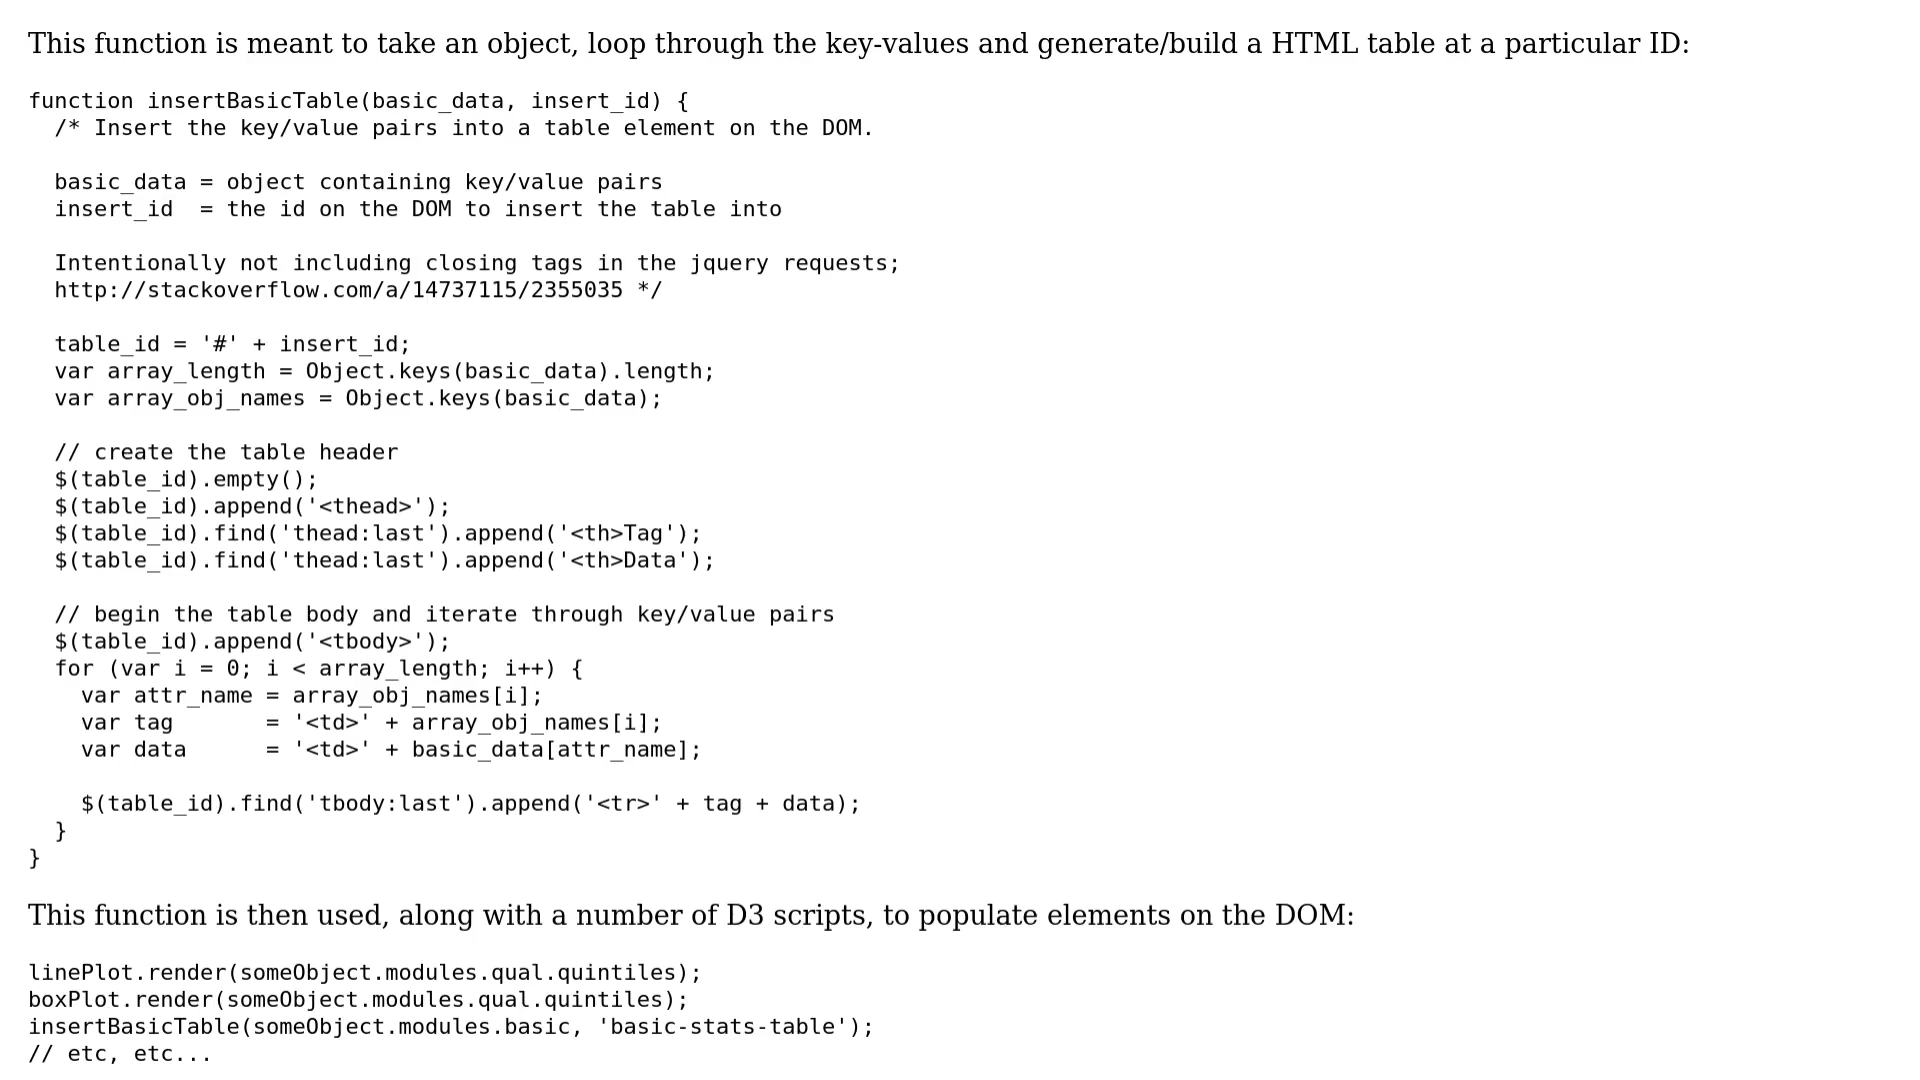 This function is meant to take an object, loop through the key-values and generate/build a HTML table at a particular ID:
function insertBasicTable(basic_data, insert_id) {
  /* Insert the key/value pairs into a table element on the DOM.

  basic_data = object containing key/value pairs
  insert_id  = the id on the DOM to insert the table into

  Intentionally not including closing tags in the jquery requests;
  http://stackoverflow.com/a/14737115/2355035 */

  table_id = '#' + insert_id;
  var array_length = Object.keys(basic_data).length;
  var array_obj_names = Object.keys(basic_data);

  // create the table header
  $(table_id).empty();
  $(table_id).append('<thead>');
  $(table_id).find('thead:last').append('<th>Tag');
  $(table_id).find('thead:last').append('<th>Data');

  // begin the table body and iterate through key/value pairs
  $(table_id).append('<tbody>');
  for (var i = 0; i < array_length; i++) {
    var attr_name = array_obj_names[i];
    var tag       = '<td>' + array_obj_names[i];
    var data      = '<td>' + basic_data[attr_name];

    $(table_id).find('tbody:last').append('<tr>' + tag + data);
  }
}
This function is then used, along with a number of D3 scripts, to populate elements on the DOM:
linePlot.render(someObject.modules.qual.quintiles);
boxPlot.render(someObject.modules.qual.quintiles);
insertBasicTable(someObject.modules.basic, 'basic-stats-table');
// etc, etc...